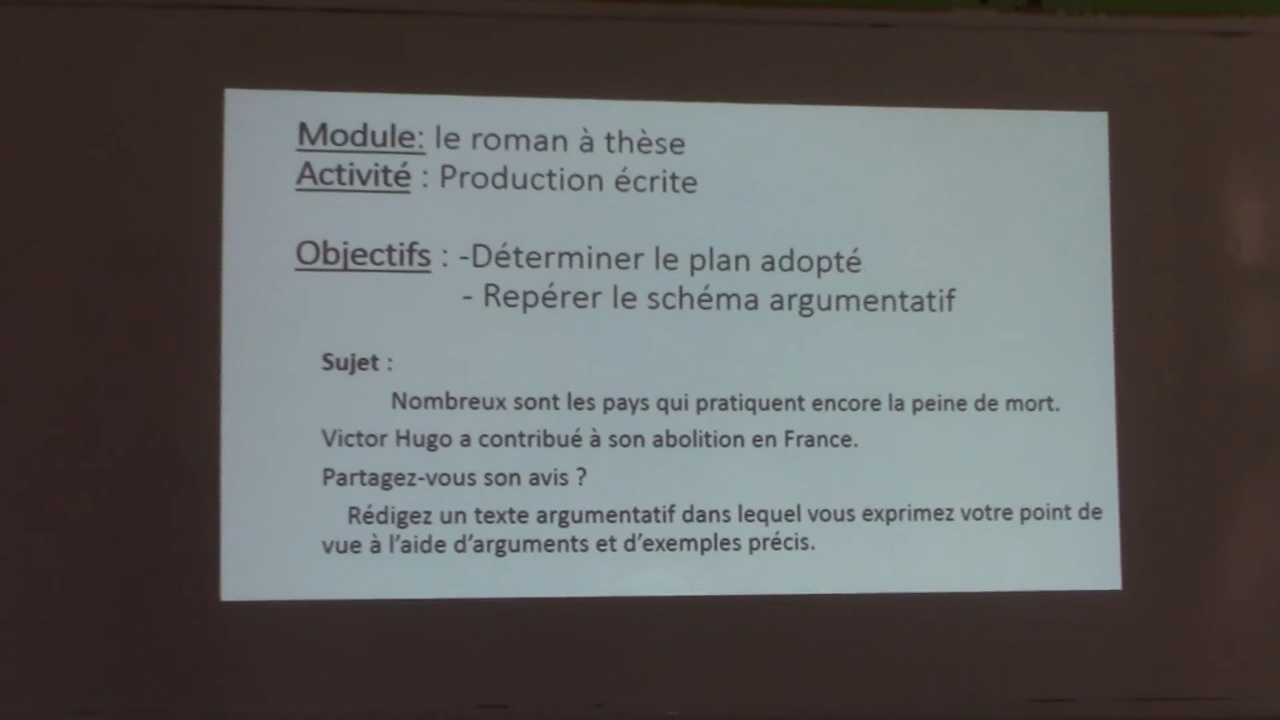 Module: le roman à thèse
Activité : Production écrite
Objectifs : -Déterminer le plan adopté
- Repérer le schéma argumentatif
Sujet :
Nombreux sont les pays qui pratiquent encore la peine de mort.
Victor Hugo a contribué à son abolition en France.
Partagez-vous son avis ?
Rédigez un texte argumentatif dans lequel vous exprimez votre point de
vue à l'aide d'arguments et d'exemples précis.